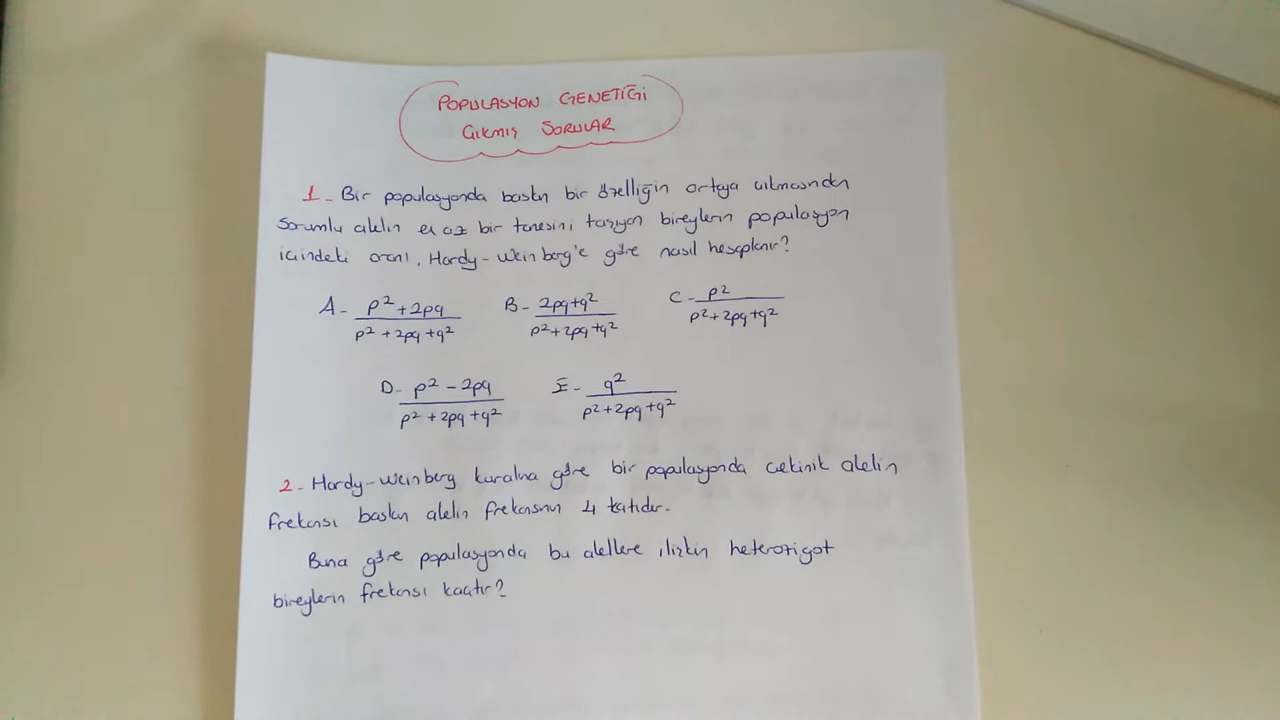 POPULASYON GENETİĞİ
ÇIKMIŞ SORULAR
1- Bir populasyonda baskın bir özelliğin ortaya çıkmasından
sorumlu alelin en az bir tanesini taşıyan bireylerin populasyon
içindeki oranı, Hardy-Weinberg'e göre nasıl hesaplanır?
A- p²+2pq / p²+2pq+q² B- 2pq+q² / p²+2pq+q² C- p² / p²+2pq+q²
D- p²-2pq / p²+2pq+q² E- q² / p²+2pq+q²
2- Hardy-Weinberg kuralına göre bir populasyonda çekinik alelin
frekansı baskın alelin frekansının 4 katıdır.
Buna göre populasyonda bu alellere ilişkin heterozigot
bireylerin frekansı kaçtır?